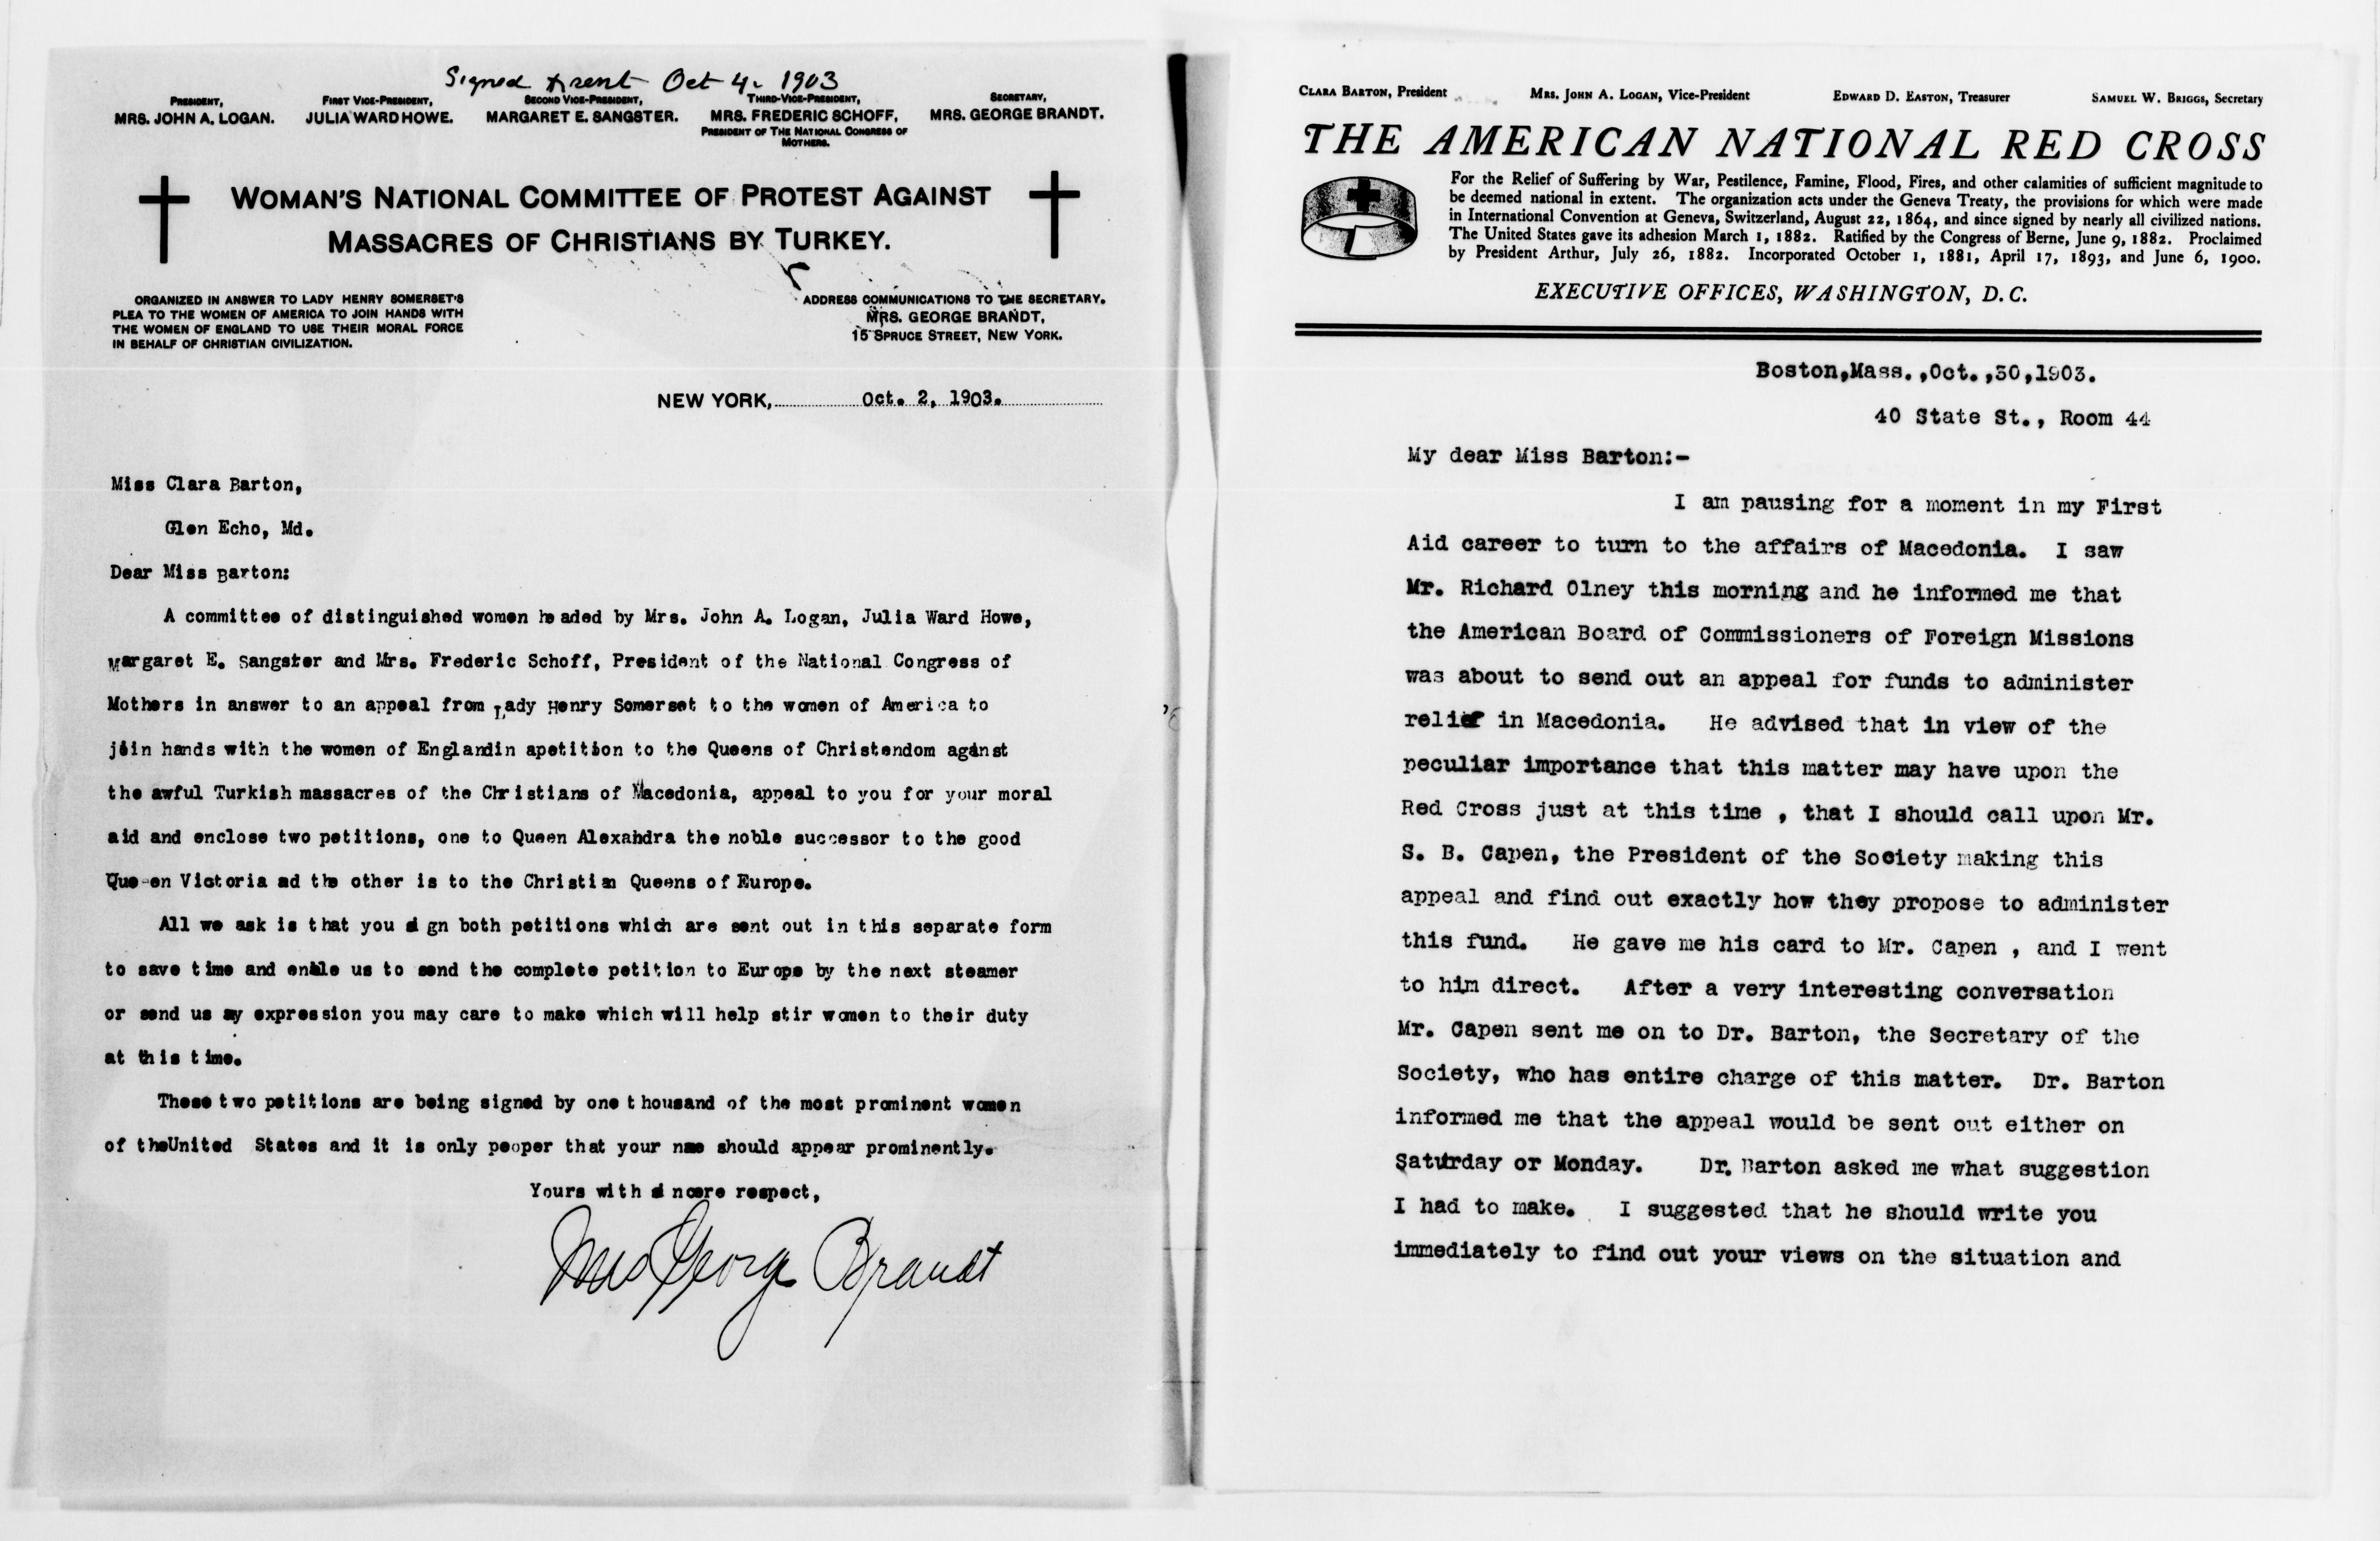 Signed & sent Oct 4. 1903
PRESIDENT,
MRS. JOHN A. LOGAN.
FIRST VICE-PRESIDENT,
JULIA WARD HOWE.
SECOND VICE-PRESIDENT,
MARGARET E. SANGSTER.
THIRD-VICE-PRESIDENT,
MRS. FREDERIC SCHOFF,
PRESIDENT OF THE NATIONAL CONGRESS OF
MOTHERS.
SECRETARY,
MRS. GEORGE BRANDT.
WOMAN'S NATIONAL COMMITTEE OF PROTEST AGAINST
MASSACRES OF CHRISTIANS BY TURKEY.
ORGANIZED IN ANSWER TO LADY HENRY SOMERSET'S
PLEA TO THE WOMEN OF AMERICA TO JOIN HANDS WITH
THE WOMEN OF ENGLAND TO USE THEIR MORAL FORCE
IN BEHALF OF CHRISTIAN CIVILIZATION.
ADDRESS COMMUNICATIONS TO THE SECRETARY.
MRS. GEORGE BRANDT,
15 SPRUCE STREET, NEW YORK.
NEW YORK, Oct. 2, 1903.
Miss Clara Barton,
Glen Echo, Md.
Dear Miss Barton:
A committee of distinguished women headed by Mrs. John A. Logan, Julia Ward Howe,
Margaret E. Sangster and Mrs. Frederic Schoff, President of the National Congress of
Mothers in answer to an appeal from Lady Henry Somerset to the women of America to
join hands with the women of Englandin apetition to the Queens of Christendom aganst
the awful Turkish massacres of the Christians of Macedonia, appeal to you for your moral
aid and enclose two petitions, one to Queen Alexahdra the noble successor to the good
Que-en Victoria ad the other is to the Christian Queens of Europe.
All we ask is that you si gn both petitions which are sent out in this separate form
to save time and enable us to send the complete petition to Europe by the next steamer
or send us ay expression you may care to make which will help stir women to their duty
at this time.
These two petitions are being signed by one thousand of the most prominent women
of theUnited States and it is only peoper that your nae should appear prominently.
Yours with si ncere respect,
Mrs George Brandt
CLARA BARTON, President
MRS. JOHN A. LOGAN, Vice-President
EDWARD D. EASTON, Treasurer
SAMUEL W. BRIGGS, Secretary
THE AMERICAN NATIONAL RED CROSS
For the Relief of Suffering by War, Pestilence, Famine, Flood, Fires, and other calamities of sufficient magnitude to
be deemed national in extent. The organization acts under the Geneva Treaty, the provisions for which were made
in International Convention at Geneva, Switzerland, August 22, 1864, and since signed by nearly all civilized nations.
The United States gave its adhesion March 1, 1882. Ratified by the Congress of Berne, June 9, 1882. Proclaimed
by President Arthur, July 26, 1882. Incorporated October 1, 1881, April 17, 1893, and June 6, 1900.
EXECUTIVE OFFICES, WASHINGTON, D. C.
Boston,Mass.,Oct.,30,1903.
40 State St., Room 44
My dear Miss Barton:-
I am pausing for a moment in my First
Aid career to turn to the affairs of Macedonia. I saw
Mr. Richard Olney this morning and he informed me that
the American Board of Commissioners of Foreign Missions
was about to send out an appeal for funds to administer
relief in Macedonia. He advised that in view of the
peculiar importance that this matter may have upon the
Red Cross just at this time , that I should call upon Mr.
S. B. Capen, the President of the Society making this
appeal and find out exactly how they propose to administer
this fund. He gave me his card to Mr. Capen , and I went
to him direct. After a very interesting conversation
Mr. Capen sent me on to Dr. Barton, the Secretary of the
Society, who has entire charge of this matter. Dr. Barton
informed me that the appeal would be sent out either on
Saturday or Monday. Dr. Barton asked me what suggestion
I had to make. I suggested that he should write you
immediately to find out your views on the situation and